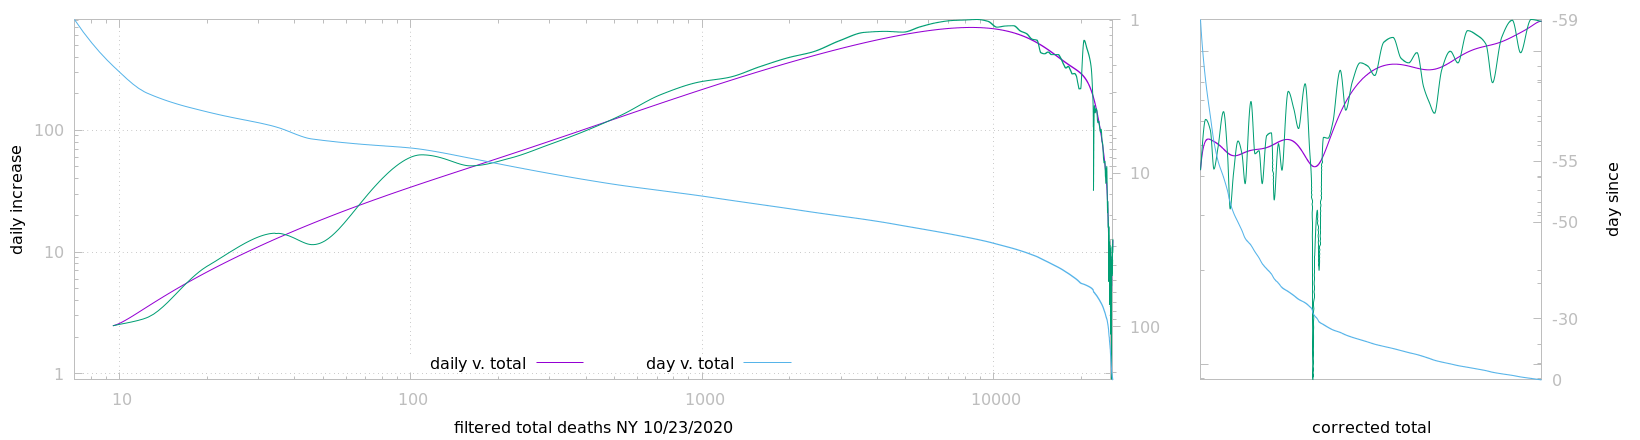 daily increase
100
10
1
10
100
1000
10000
filtered total deaths NY 10/23/2020
daily v. total
day v. total
1
10
100
-59
-55
-50
-30
0
day since
corrected total